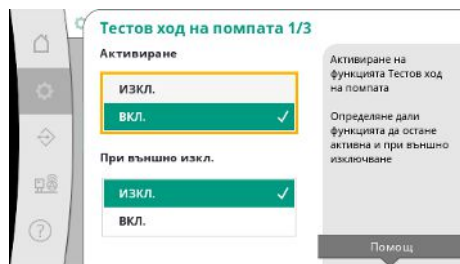 Тестов ход на помпата 1/3
Активиране
ИЗКЛ.
ВКЛ.
При външно изкл.
ИЗКЛ.
ВКЛ.
Активиране на
функцията Тестов ход
на помпата
Определяне дали
функцията да остане
активна и при външно
изключване
Помощ